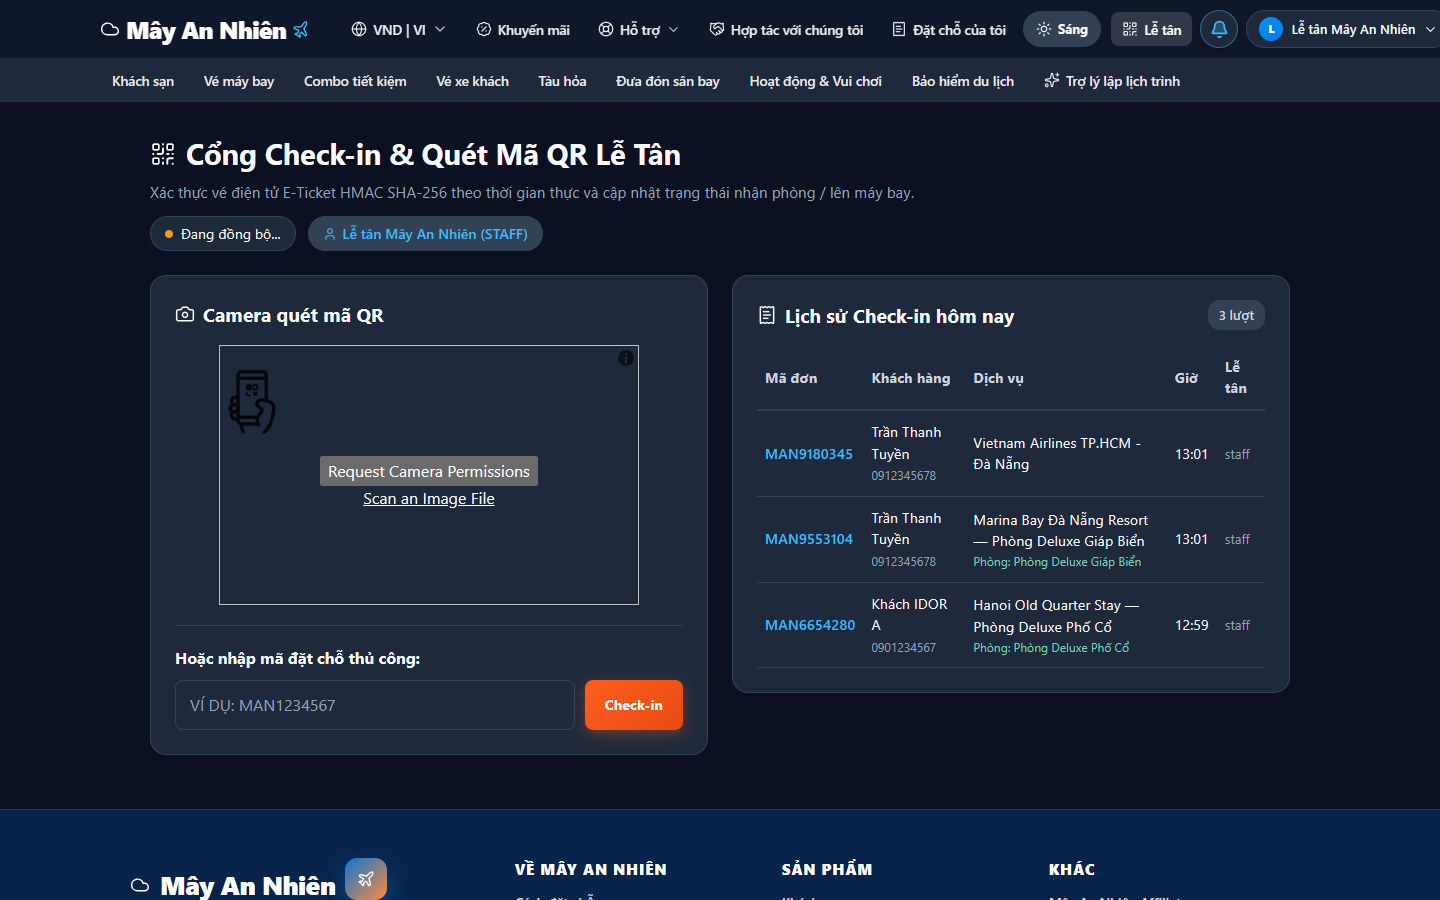 Mây An Nhiên
VND | VI
Khuyến mãi
Hỗ trợ
Hợp tác với chúng tôi
Đặt chỗ của tôi
Sáng
Lễ tân
L
Lễ tân Mây An Nhiên
Khách sạn
Vé máy bay
Combo tiết kiệm
Vé xe khách
Tàu hỏa
Đưa đón sân bay
Hoạt động & Vui chơi
Bảo hiểm du lịch
Trợ lý lập lịch trình
Cổng Check-in & Quét Mã QR Lễ Tân
Xác thực vé điện tử E-Ticket HMAC SHA-256 theo thời gian thực và cập nhật trạng thái nhận phòng / lên máy bay.
Đang đồng bộ...
Lễ tân Mây An Nhiên (STAFF)
Camera quét mã QR
Request Camera Permissions
Scan an Image File
Hoặc nhập mã đặt chỗ thủ công:
VÍ DỤ: MAN1234567
Check-in
Lịch sử Check-in hôm nay
3 lượt
Mã đơn
Khách hàng
Dịch vụ
Giờ
Lễ
tân
MAN9180345
Trần Thanh
Tuyền
0912345678
Vietnam Airlines TP.HCM -
Đà Nẵng
13:01
staff
MAN9553104
Trần Thanh
Tuyền
0912345678
Marina Bay Đà Nẵng Resort
— Phòng Deluxe Giáp Biển
Phòng: Phòng Deluxe Giáp Biển
13:01
staff
MAN6654280
Khách IDOR
A
0901234567
Hanoi Old Quarter Stay —
Phòng Deluxe Phố Cổ
Phòng: Phòng Deluxe Phố Cổ
12:59
staff
Mây An Nhiên
VỀ MÂY AN NHIÊN
SẢN PHẨM
KHÁC